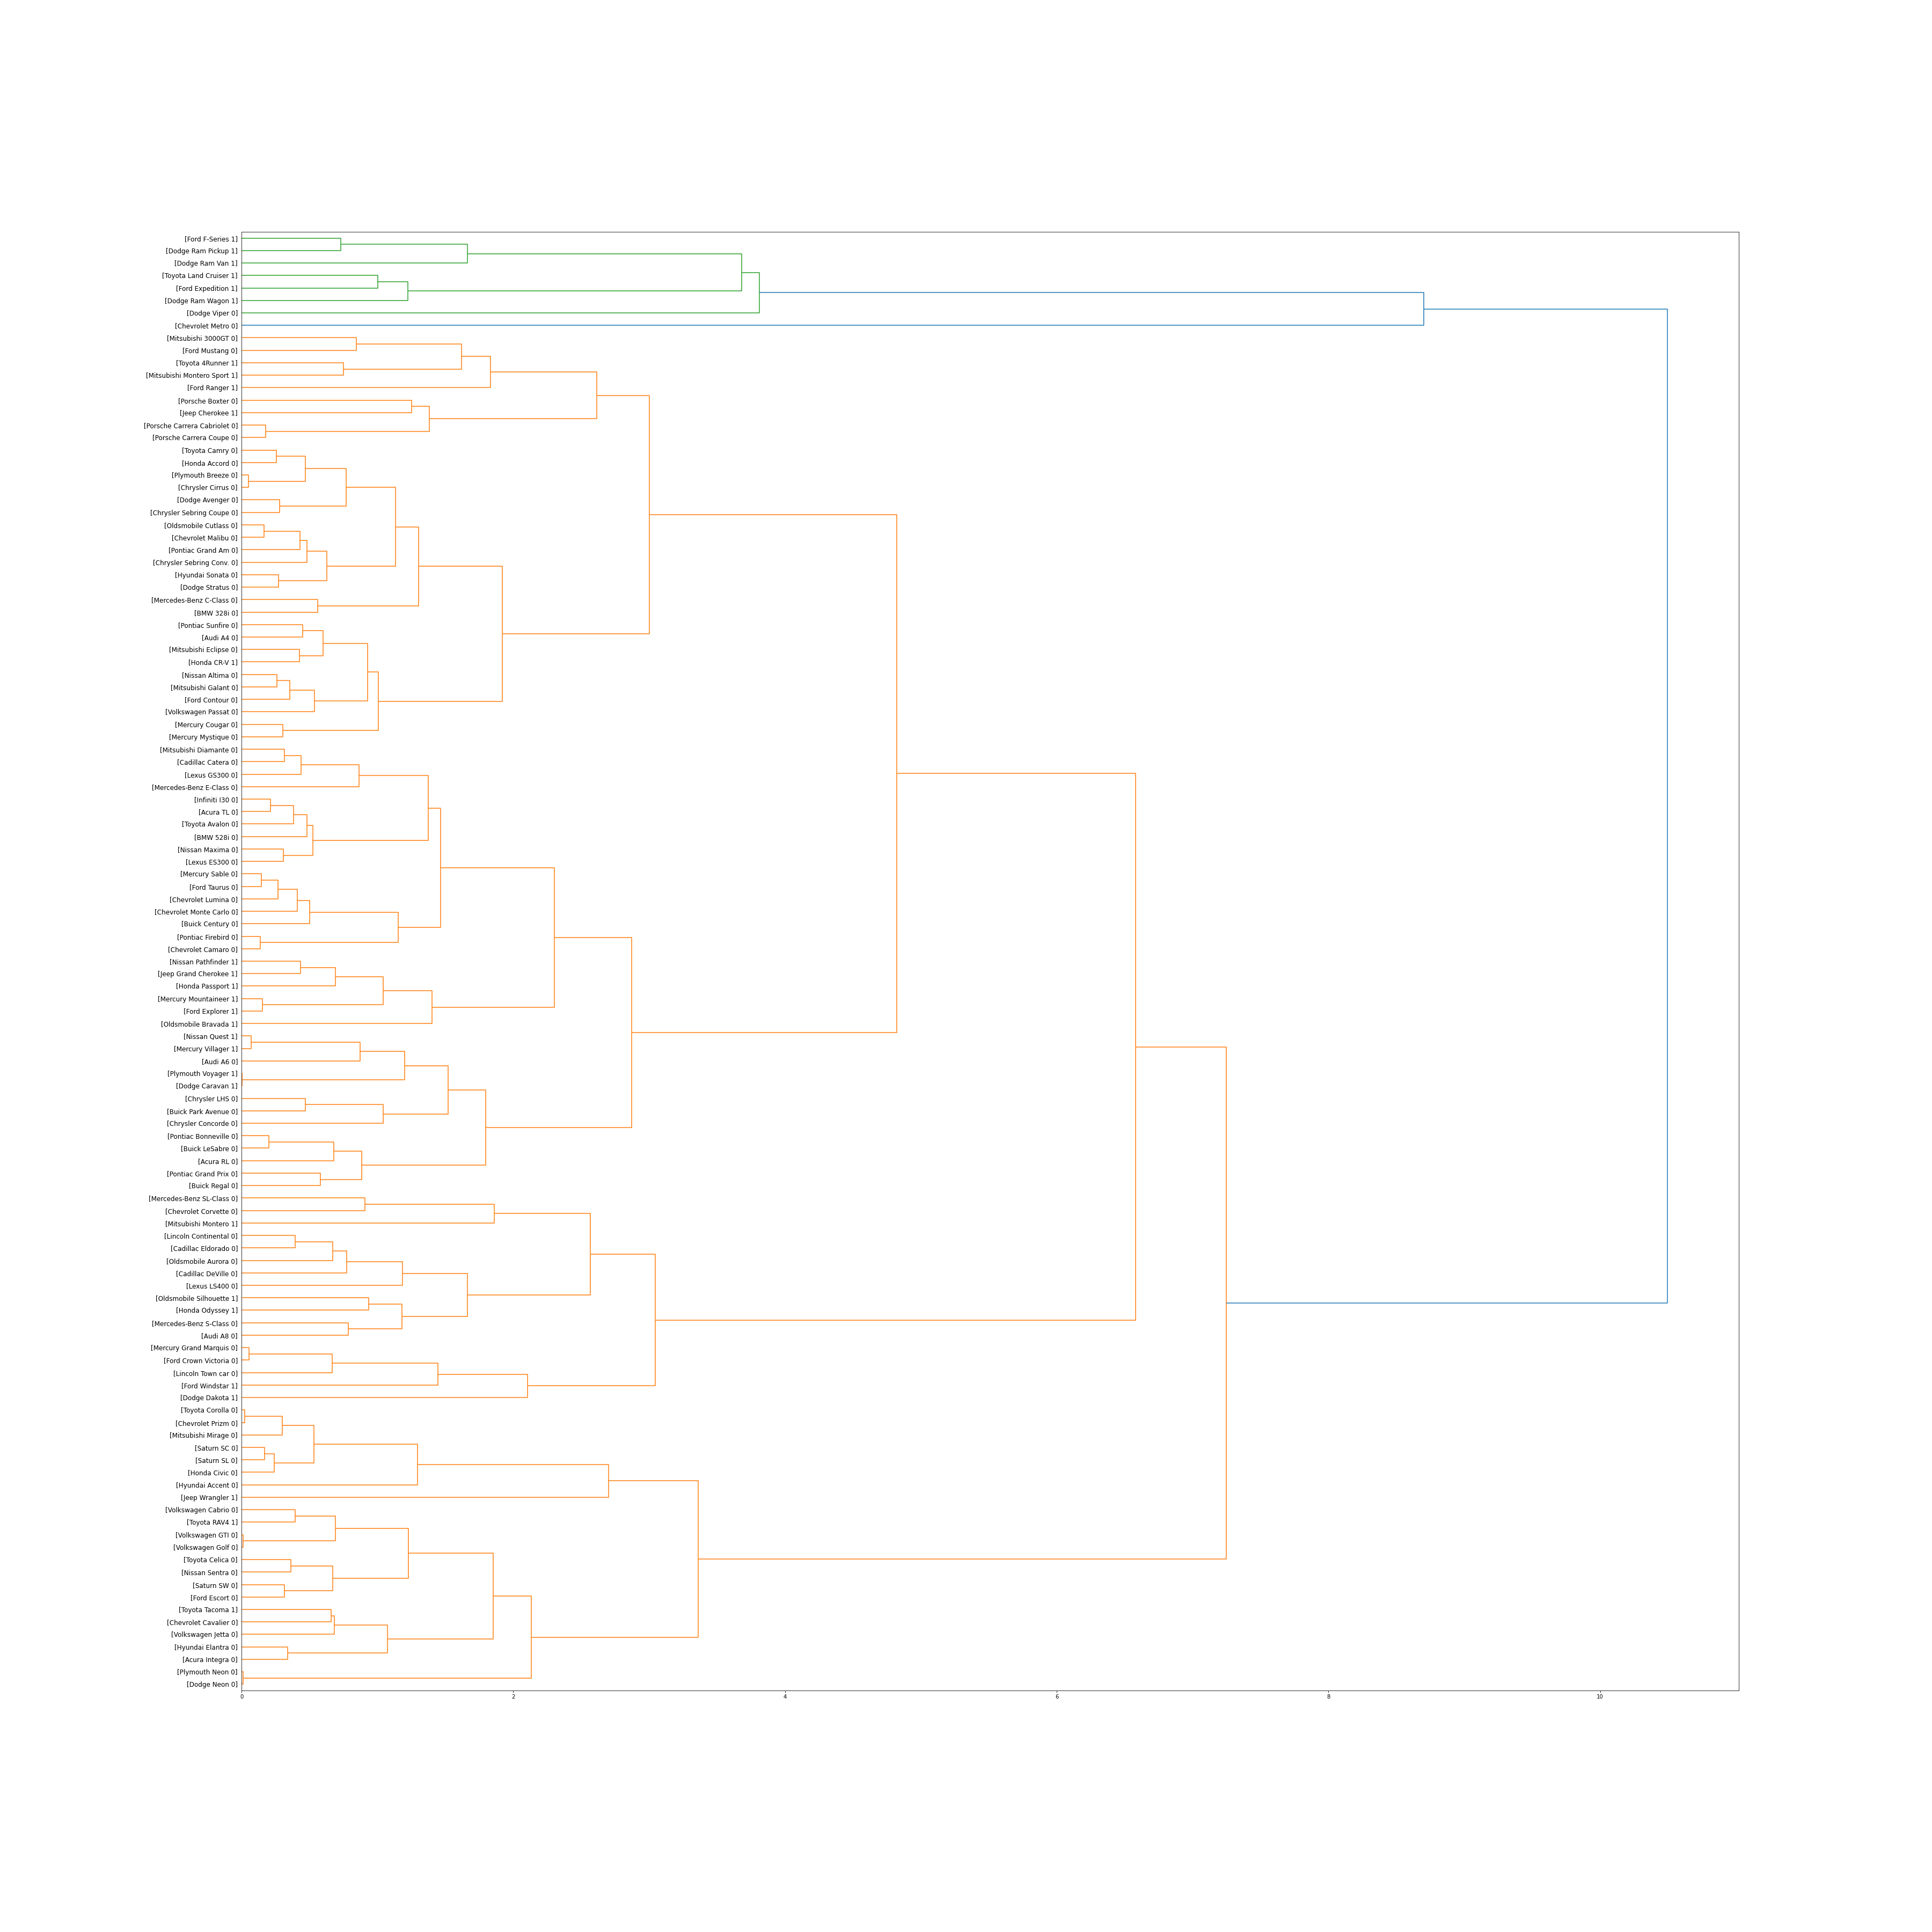 [Ford F-Series 1]
[Dodge Ram Pickup 1]
[Dodge Ram Van 1]
[Toyota Land Cruiser 1]
[Ford Expedition 1]
[Dodge Ram Wagon 1]
[Dodge Viper 0]
[Chevrolet Metro 0]
[Mitsubishi 3000GT 0]
[Ford Mustang 0]
[Toyota 4Runner 1]
[Mitsubishi Montero Sport 1]
[Ford Ranger 1]
[Porsche Boxter 0]
[Jeep Cherokee 1]
[Porsche Carrera Cabriolet 0]
[Porsche Carrera Coupe 0]
[Toyota Camry 0]
[Honda Accord 0]
[Plymouth Breeze 0]
[Chrysler Cirrus 0]
[Dodge Avenger 0]
[Chrysler Sebring Coupe 0]
[Oldsmobile Cutlass 0]
[Chevrolet Malibu 0]
[Pontiac Grand Am 0]
[Chrysler Sebring Conv. 0]
[Hyundai Sonata 0]
[Dodge Stratus 0]
[Mercedes-Benz C-Class 0]
[BMW 328i 0]
[Pontiac Sunfire 0]
[Audi A4 0]
[Mitsubishi Eclipse 0]
[Honda CR-V 1]
[Nissan Altima 0]
[Mitsubishi Galant 0]
[Ford Contour 0]
[Volkswagen Passat 0]
[Mercury Cougar 0]
[Mercury Mystique 0]
[Mitsubishi Diamante 0]
[Cadillac Catera 0]
[Lexus GS300 0]
[Mercedes-Benz E-Class 0]
[Infiniti I30 0]
[Acura TL 0]
[Toyota Avalon 0]
[BMW 528i 0]
[Nissan Maxima 0]
[Lexus ES300 0]
[Mercury Sable 0]
[Ford Taurus 0]
[Chevrolet Lumina 0]
[Chevrolet Monte Carlo 0]
[Buick Century 0]
[Pontiac Firebird 0]
[Chevrolet Camaro 0]
[Nissan Pathfinder 1]
[Jeep Grand Cherokee 1]
[Honda Passport 1]
[Mercury Mountaineer 1]
[Ford Explorer 1]
[Oldsmobile Bravada 1]
[Nissan Quest 1]
[Mercury Villager 1]
[Audi A6 0]
[Plymouth Voyager 1]
[Dodge Caravan 1]
[Chrysler LHS 0]
[Buick Park Avenue 0]
[Chrysler Concorde 0]
[Pontiac Bonneville 0]
[Buick LeSabre 0]
[Acura RL 0]
[Pontiac Grand Prix 0]
[Buick Regal 0]
[Mercedes-Benz SL-Class 0]
[Chevrolet Corvette 0]
[Mitsubishi Montero 1]
[Lincoln Continental 0]
[Cadillac Eldorado 0]
[Oldsmobile Aurora 0]
[Cadillac DeVille 0]
[Lexus LS400 0]
[Oldsmobile Silhouette 1]
[Honda Odyssey 1]
[Mercedes-Benz S-Class 0]
[Audi A8 0]
[Mercury Grand Marquis 0]
[Ford Crown Victoria 0]
[Lincoln Town car 0]
[Ford Windstar 1]
[Dodge Dakota 1]
[Toyota Corolla 0]
[Chevrolet Prizm 0]
[Mitsubishi Mirage 0]
[Saturn SC 0]
[Saturn SL 0]
[Honda Civic 0]
[Hyundai Accent 0]
[Jeep Wrangler 1]
[Volkswagen Cabrio 0]
[Toyota RAV4 1]
[Volkswagen GTI 0]
[Volkswagen Golf 0]
[Toyota Celica 0]
[Nissan Sentra 0]
[Saturn SW 0]
[Ford Escort 0]
[Toyota Tacoma 1]
[Chevrolet Cavalier 0]
[Volkswagen Jetta 0]
[Hyundai Elantra 0]
[Acura Integra 0]
[Plymouth Neon 0]
[Dodge Neon 0]
0 2 4 6 8 10